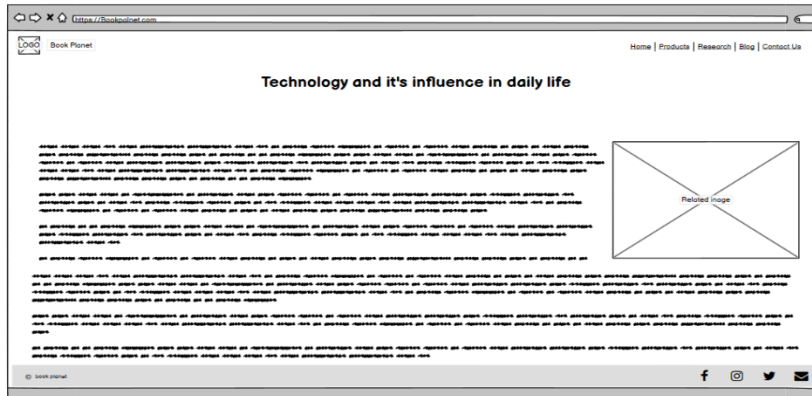 https://Bookpalnet.com
LOGO Book Planet
Home | Products | Research | Blog | Contact Us
Technology and it's influence in daily life
Related image
© book planet